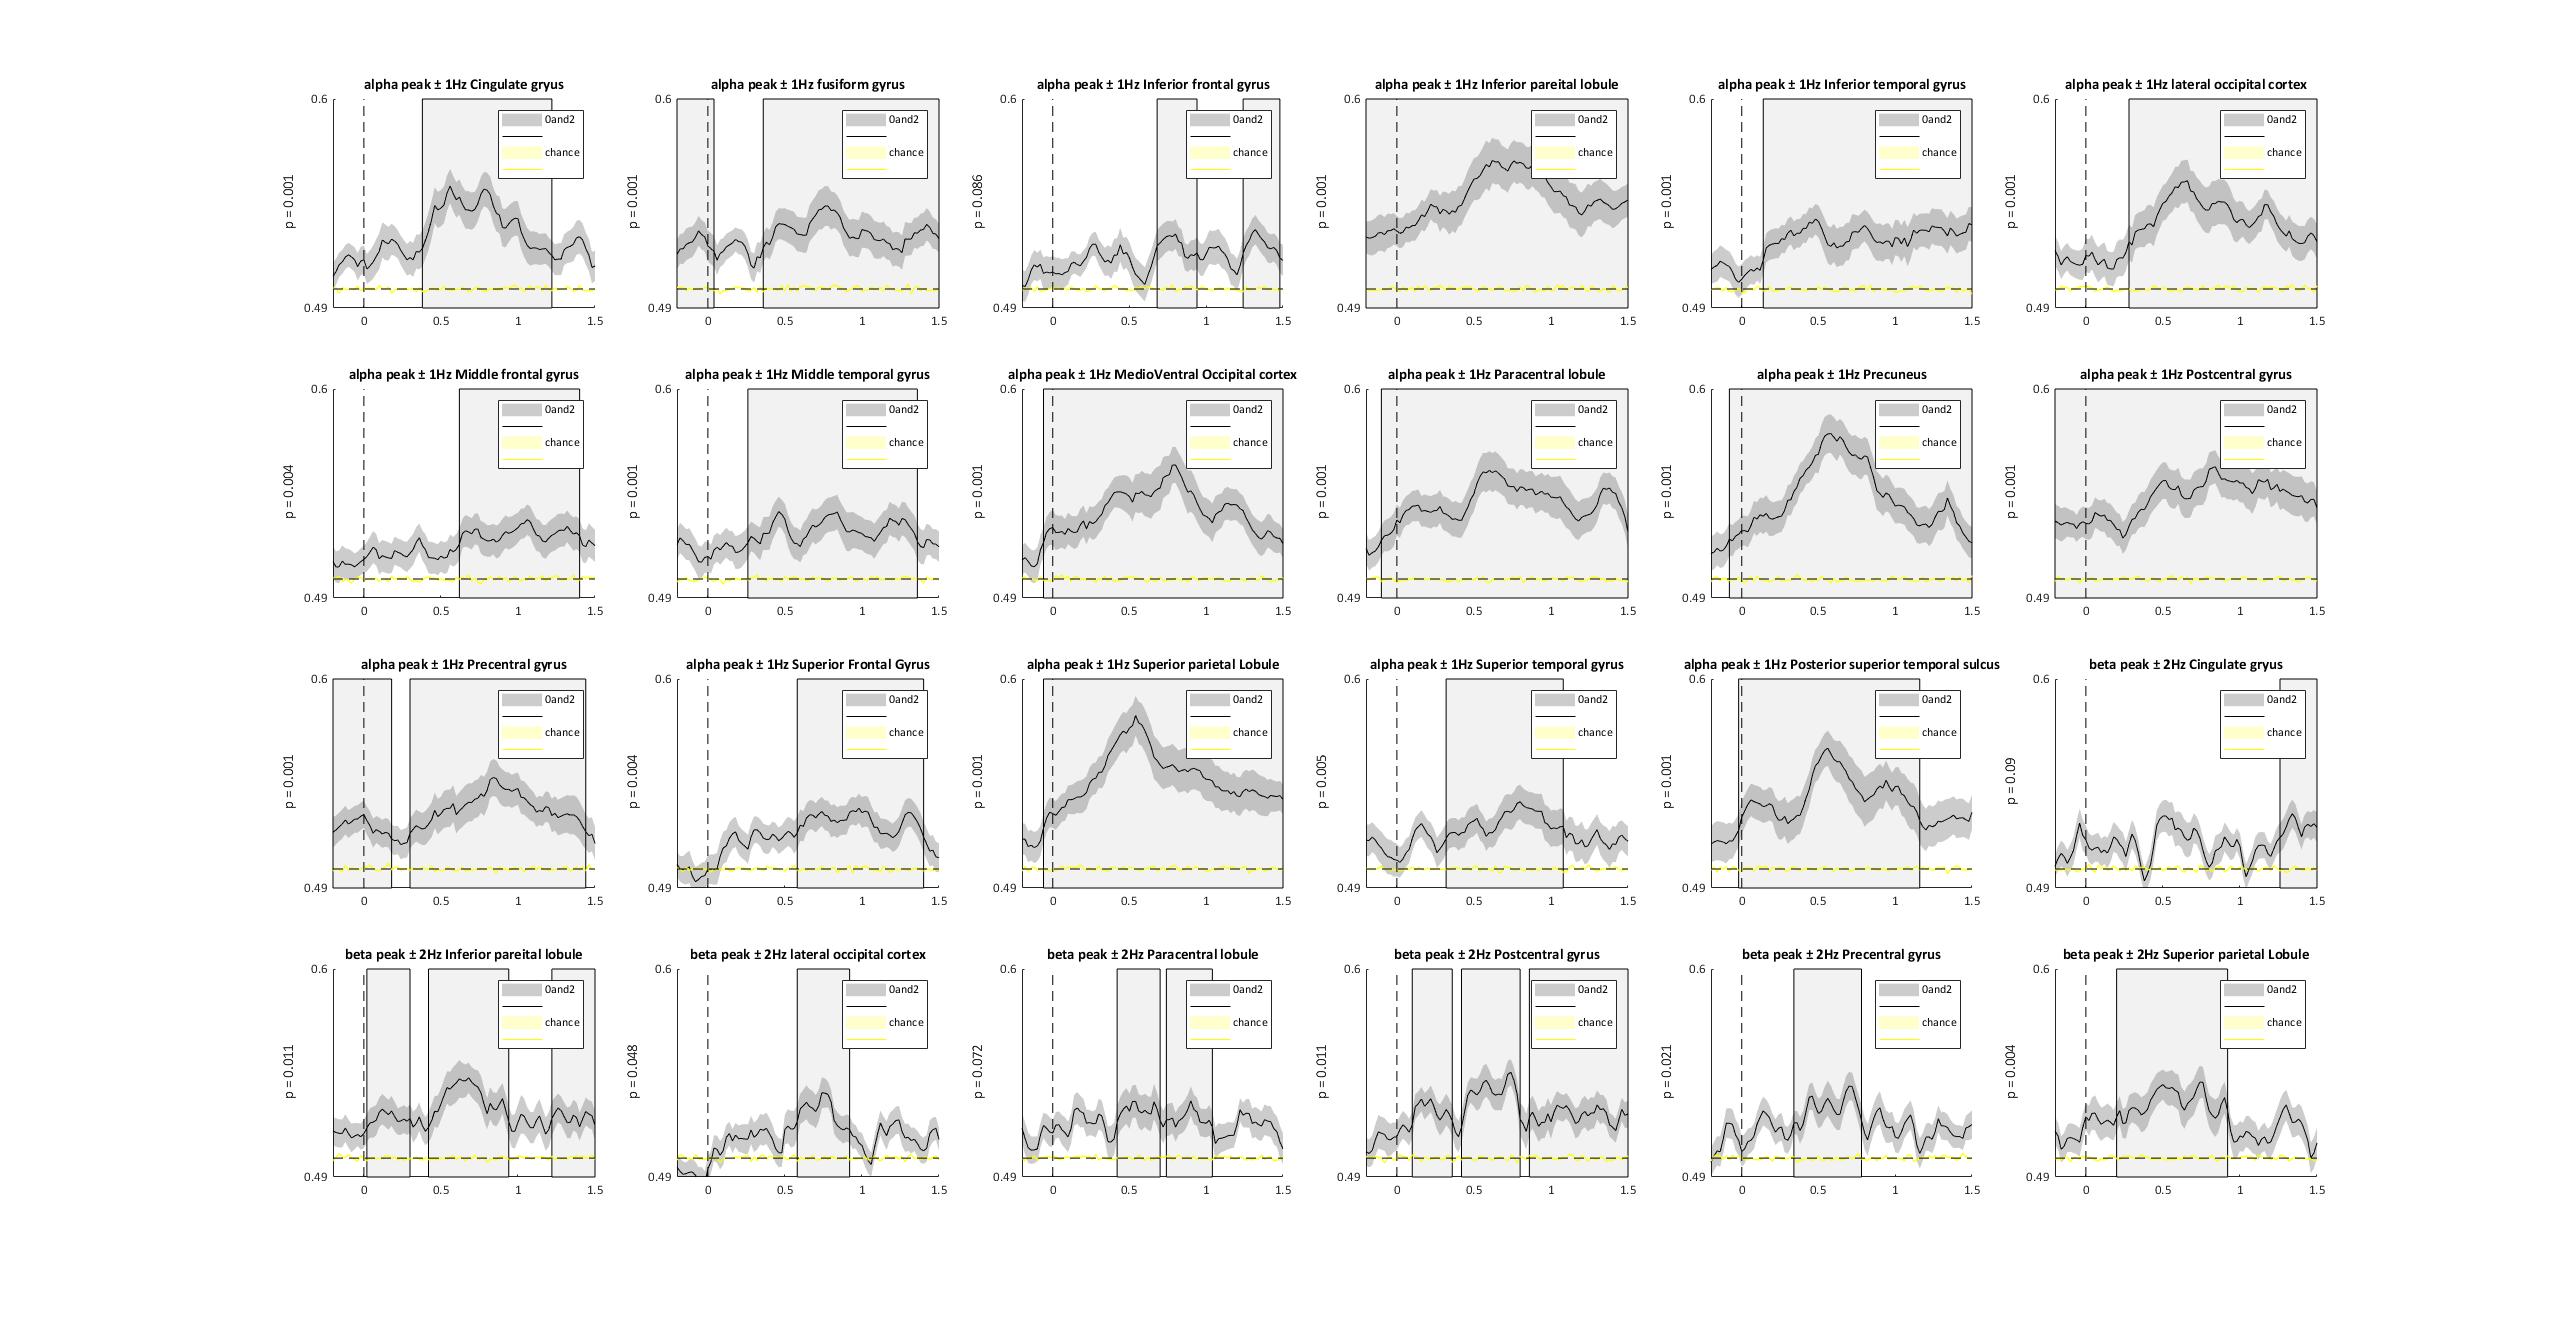 alpha peak ± 1Hz Cingulate gryus
0.6
0.49
p = 0.001
0 0.5 1 1.5
0and2
chance
alpha peak ± 1Hz fusiform gyrus
0.6
0.49
p = 0.001
0 0.5 1 1.5
0and2
chance
alpha peak ± 1Hz Inferior frontal gyrus
0.6
0.49
p = 0.086
0 0.5 1 1.5
0and2
chance
alpha peak ± 1Hz Inferior pareital lobule
0.6
0.49
p = 0.001
0 0.5 1 1.5
0and2
chance
alpha peak ± 1Hz Inferior temporal gyrus
0.6
0.49
p = 0.001
0 0.5 1 1.5
0and2
chance
alpha peak ± 1Hz lateral occipital cortex
0.6
0.49
p = 0.001
0 0.5 1 1.5
0and2
chance
alpha peak ± 1Hz Middle frontal gyrus
0.6
0.49
p = 0.004
0 0.5 1 1.5
0and2
chance
alpha peak ± 1Hz Middle temporal gyrus
0.6
0.49
p = 0.001
0 0.5 1 1.5
0and2
chance
alpha peak ± 1Hz MedioVentral Occipital cortex
0.6
0.49
p = 0.001
0 0.5 1 1.5
0and2
chance
alpha peak ± 1Hz Paracentral lobule
0.6
0.49
p = 0.001
0 0.5 1 1.5
0and2
chance
alpha peak ± 1Hz Precuneus
0.6
0.49
p = 0.001
0 0.5 1 1.5
0and2
chance
alpha peak ± 1Hz Postcentral gyrus
0.6
0.49
p = 0.001
0 0.5 1 1.5
0and2
chance
alpha peak ± 1Hz Precentral gyrus
0.6
0.49
p = 0.001
0 0.5 1 1.5
0and2
chance
alpha peak ± 1Hz Superior Frontal Gyrus
0.6
0.49
p = 0.004
0 0.5 1 1.5
0and2
chance
alpha peak ± 1Hz Superior parietal Lobule
0.6
0.49
p = 0.001
0 0.5 1 1.5
0and2
chance
alpha peak ± 1Hz Superior temporal gyrus
0.6
0.49
p = 0.005
0 0.5 1 1.5
0and2
chance
alpha peak ± 1Hz Posterior superior temporal sulcus
0.6
0.49
p = 0.001
0 0.5 1 1.5
0and2
chance
beta peak ± 2Hz Cingulate gryus
0.6
0.49
p = 0.09
0 0.5 1 1.5
0and2
chance
beta peak ± 2Hz Inferior pareital lobule
0.6
0.49
p = 0.011
0 0.5 1 1.5
0and2
chance
beta peak ± 2Hz lateral occipital cortex
0.6
0.49
p = 0.048
0 0.5 1 1.5
0and2
chance
beta peak ± 2Hz Paracentral lobule
0.6
0.49
p = 0.072
0 0.5 1 1.5
0and2
chance
beta peak ± 2Hz Postcentral gyrus
0.6
0.49
p = 0.011
0 0.5 1 1.5
0and2
chance
beta peak ± 2Hz Precentral gyrus
0.6
0.49
p = 0.021
0 0.5 1 1.5
0and2
chance
beta peak ± 2Hz Superior parietal Lobule
0.6
0.49
p = 0.004
0 0.5 1 1.5
0and2
chance